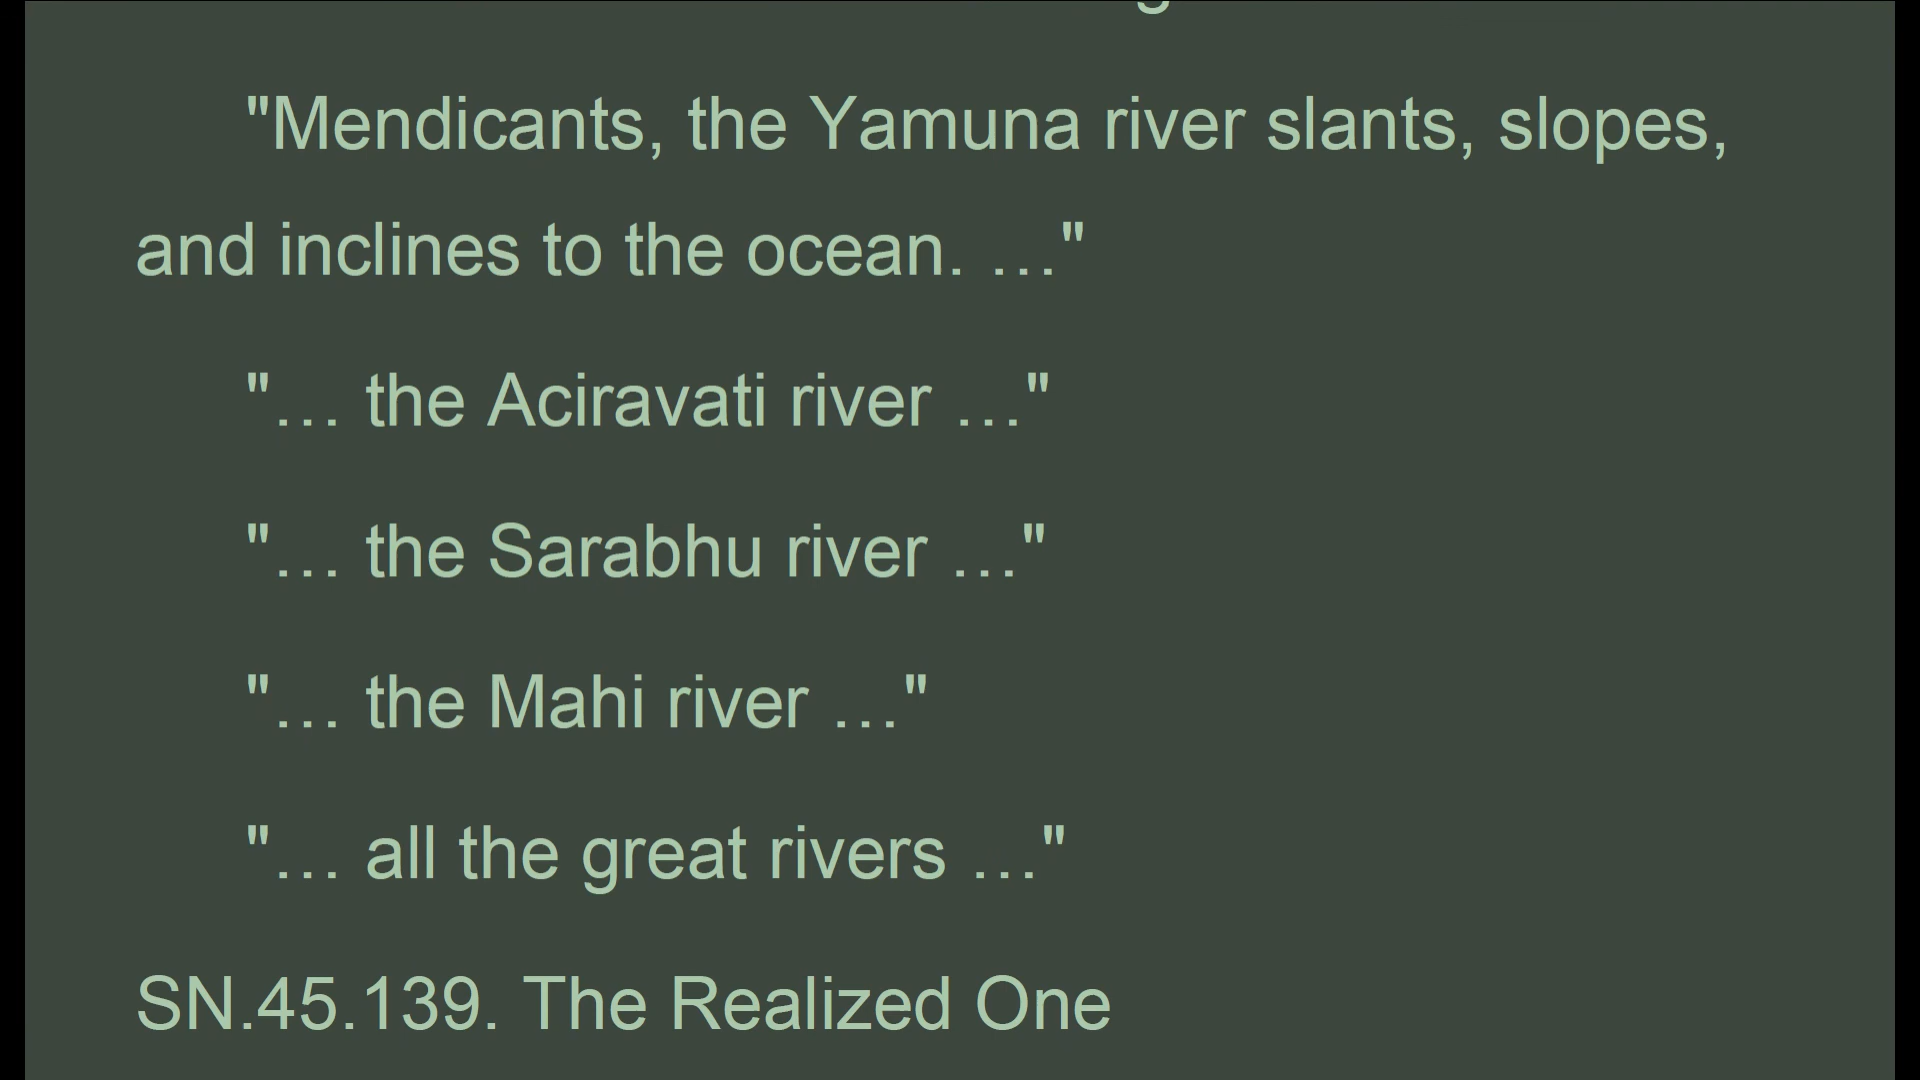 "Mendicants, the Yamuna river slants, slopes,
and inclines to the ocean. …"
"… the Aciravati river …"
"… the Sarabhu river …"
"… the Mahi river …"
"… all the great rivers …"
SN.45.139. The Realized One